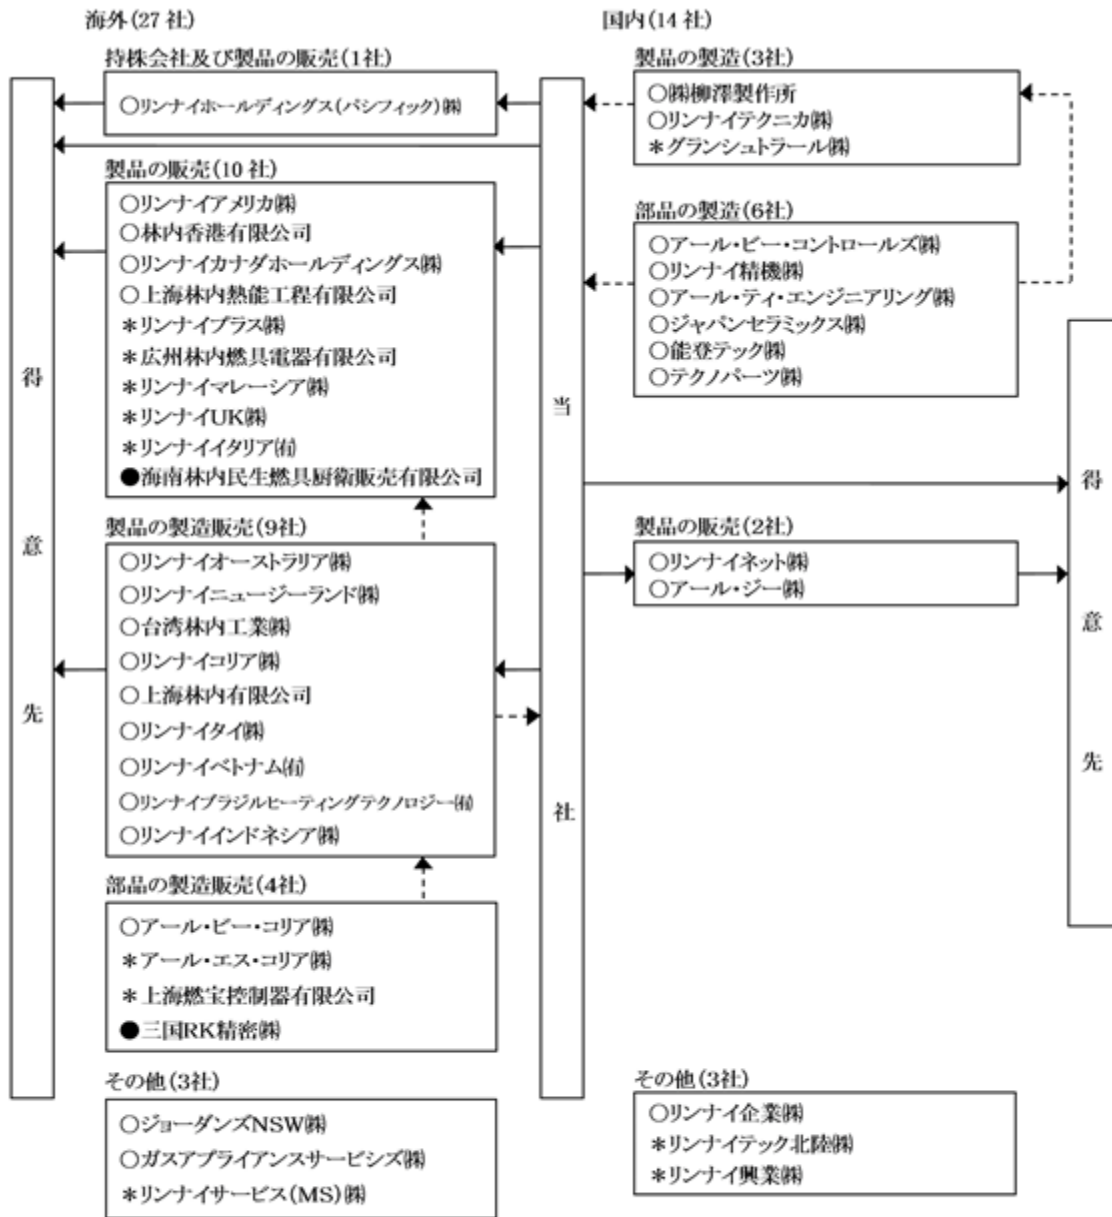 海外(27社)
持株会社及び製品の販売(1社)
○リンナイホールディングス(パシフィック)㈱
製品の販売(10社)
○リンナイアメリカ㈱
○林内香港有限公司
○リンナイカナダホールディングス㈱
○上海林内熱能工程有限公司
*リンナイプラス㈱
*広州林内燃具電器有限公司
*リンナイマレーシア㈱
*リンナイUK㈱
*リンナイイタリア㈲
●海南林内民生燃具厨衛販売有限公司
製品の製造販売(9社)
○リンナイオーストラリア㈱
○リンナイニュージーランド㈱
○台湾林内工業㈱
○リンナイコリア㈱
○上海林内有限公司
○リンナイタイ㈱
○リンナイベトナム㈲
○リンナイブラジルヒーティングテクノロジー㈲
○リンナイインドネシア㈱
部品の製造販売(4社)
○アール・ビー・コリア㈱
*アール・エス・コリア㈱
*上海燃宝控制器有限公司
●三国RK精密㈱
その他(3社)
○ジョーダンズNSW㈱
○ガスアプライアンスサービシズ㈱
*リンナイサービス(MS)㈱
得意先
当社
国内(14社)
製品の製造(3社)
○㈱柳澤製作所
○リンナイテクニカ㈱
*グランシュトラール㈱
部品の製造(6社)
○アール・ビー・コントロールズ㈱
○リンナイ精機㈱
○アール・ティ・エンジニアリング㈱
○ジャパンセラミックス㈱
○能登テック㈱
○テクノパーツ㈱
製品の販売(2社)
○リンナイネット㈱
○アール・ジー㈱
その他(3社)
○リンナイ企業㈱
*リンナイテック北陸㈱
*リンナイ興業㈱
得意先